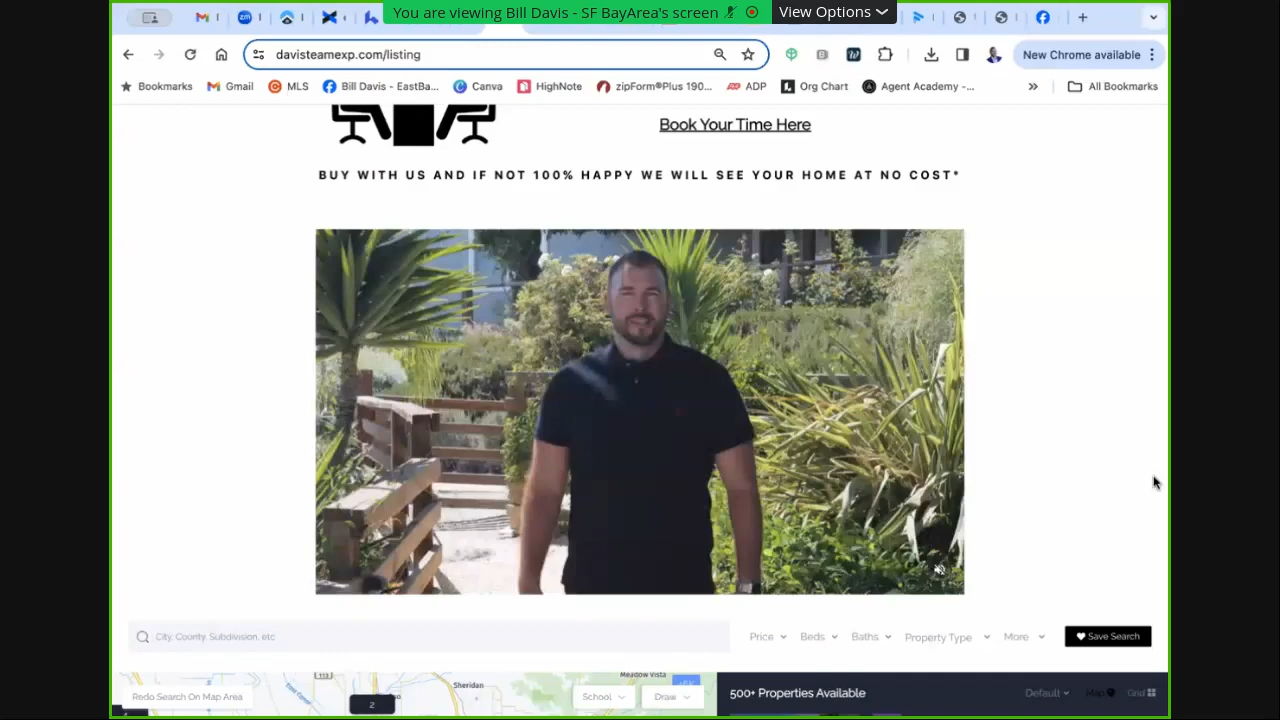 You are viewing Bill Davis - SF BayArea's screen
View Options
davisteamexp.com/listing
New Chrome available
Bookmarks
Gmail
MLS
Bill Davis - EastBa...
Canva
HighNote
zipForm®Plus 190...
ADP
Org Chart
Agent Academy -...
All Bookmarks
Book Your Time Here
BUY WITH US AND IF NOT 100% HAPPY WE WILL SEE YOUR HOME AT NO COST*
City, County, Subdivision, etc
Price
Beds
Baths
Property Type
More
Save Search
Meadow Vista
Sheridan
Redo Search On Map Area
2
School
Draw
500+ Properties Available
Default
Map
Grid